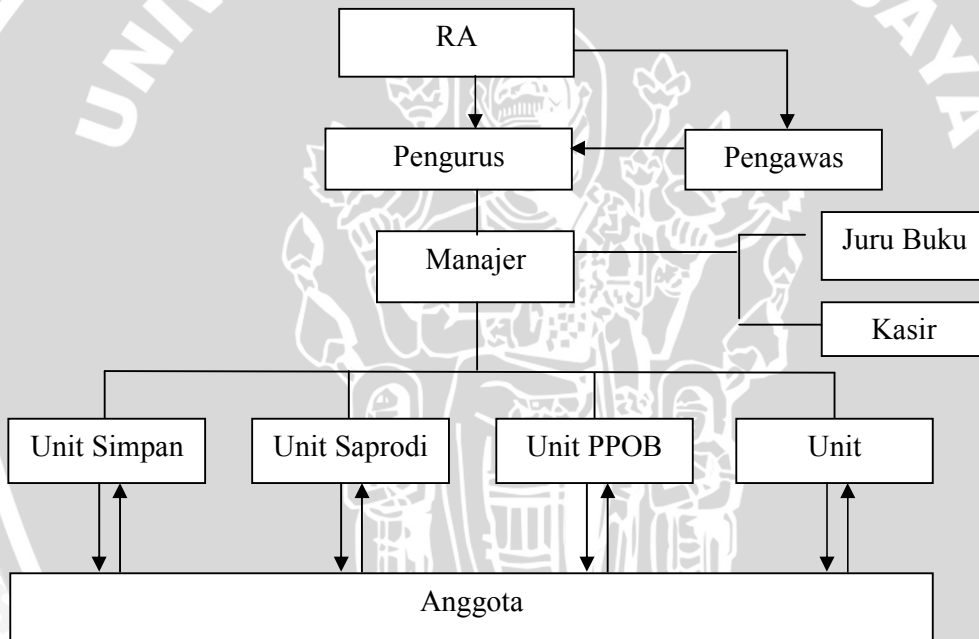 RA
Pengurus
Pengawas
Manajer
Juru Buku
Kasir
Unit Simpan
Unit Saprodi
Unit PPOB
Unit
Anggota